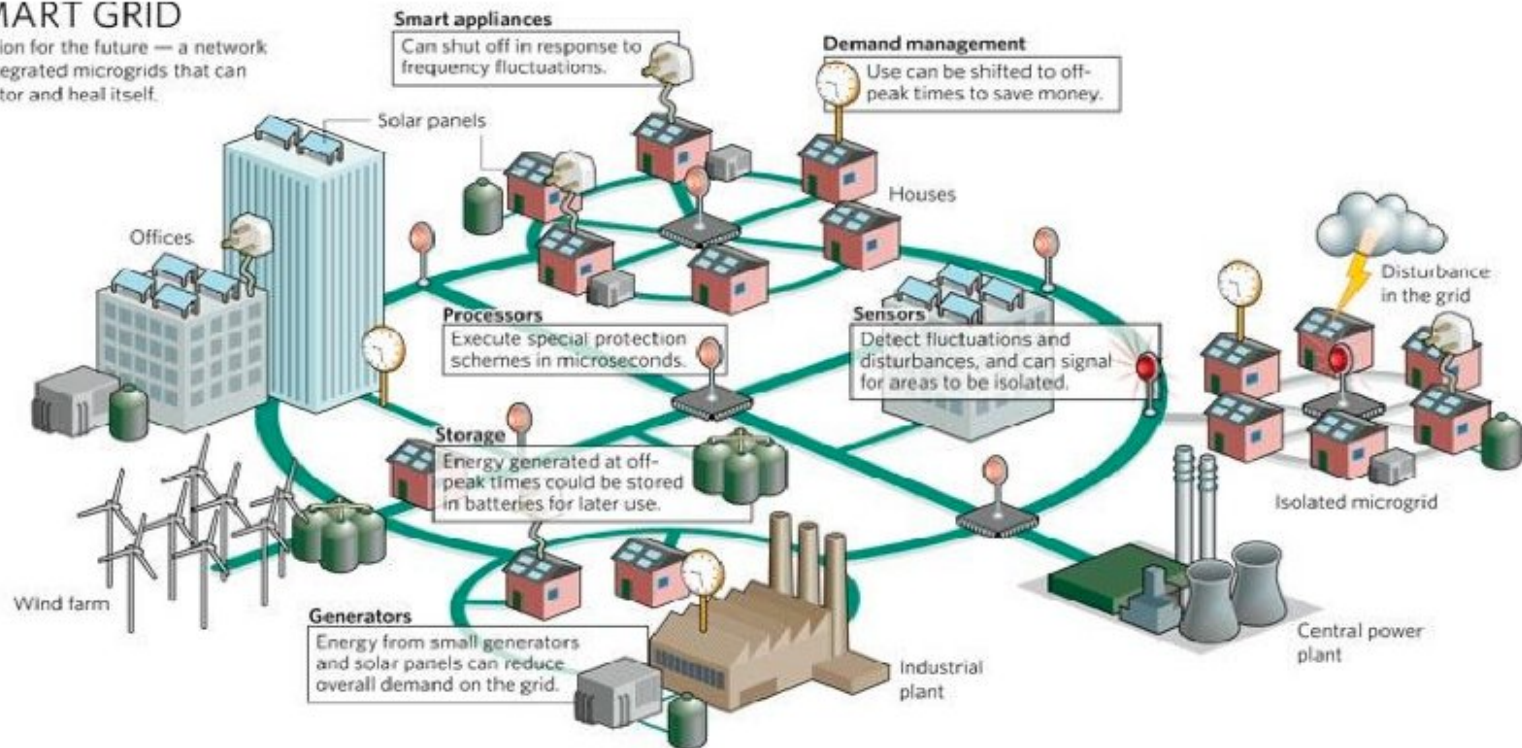 MART GRID
ion for the future — a network
egrated microgrids that can
tor and heal itself.
Smart appliances
Can shut off in response to
frequency fluctuations.
Demand management
Use can be shifted to off-
peak times to save money.
Solar panels
Houses
Offices
Disturbance
in the grid
Processors
Execute special protection
schemes in microseconds.
Sensors
Detect fluctuations and
disturbances, and can signal
for areas to be isolated.
Storage
Energy generated at off-
peak times could be stored
in batteries for later use.
Isolated microgrid
Wind farm
Generators
Energy from small generators
and solar panels can reduce
overall demand on the grid.
Industrial
plant
Central power
plant